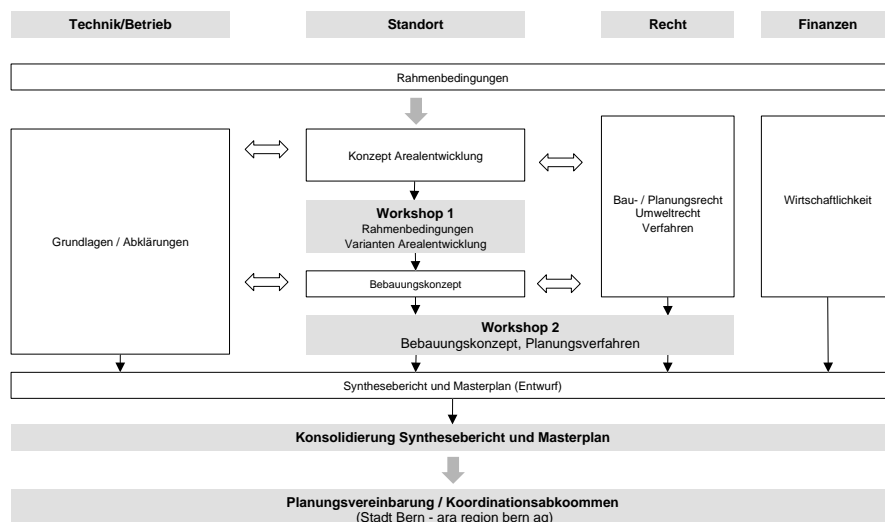 Technik/Betrieb
Standort
Recht
Finanzen
Rahmenbedingungen
Konzept Arealentwicklung
Workshop 1
Rahmenbedingungen
Varianten Arealentwicklung
Grundlagen / Abklärungen
Bau- / Planungsrecht
Umweltrecht
Verfahren
Wirtschaftlichkeit
Bebauungskonzept
Workshop 2
Bebauungskonzept, Planungsverfahren
Synthesebericht und Masterplan (Entwurf)
Konsolidierung Synthesebericht und Masterplan
Planungsvereinbarung / Koordinationsabkoommen
(Stadt Bern - ara region bern ag)